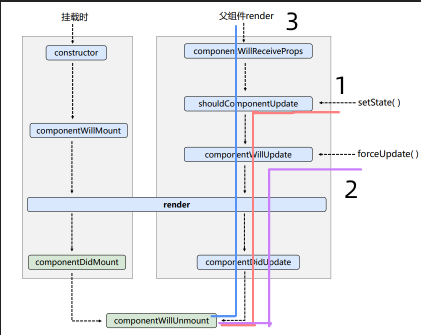 挂载时
父组件render
3
constructor
componentWillReceiveProps
1
shouldComponentUpdate
setState( )
componentWillMount
componentWillUpdate
forceUpdate( )
2
render
componentDidMount
componentDidUpdate
componentWillUnmount